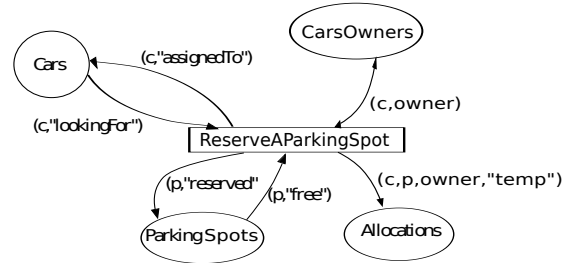 CarsOwners
(c,"assignedTo")
Cars
(c,owner)
(c,"lookingFor")
ReserveAParkingSpot
(p,"reserved"
(p,"free")
(c,p,owner,"temp")
ParkingSpots
Allocations